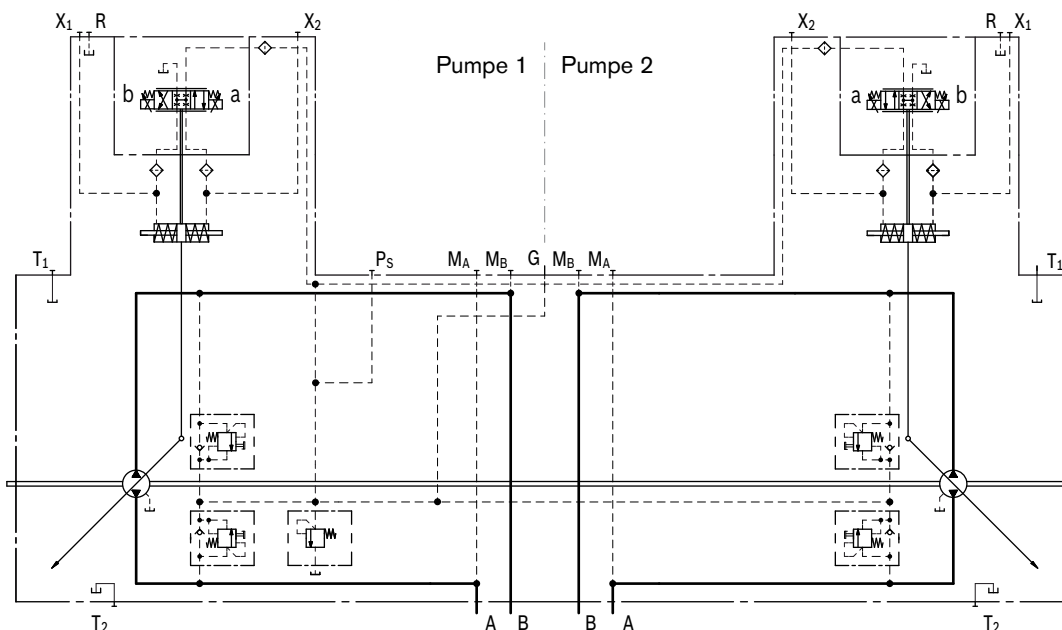 X1 R X2 X2 R X1
Pumpe 1 Pumpe 2
b a a b
T1 PS MA MB G MB MA T1
T2 A B B A T2